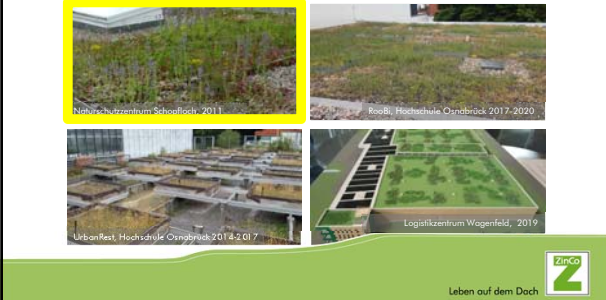 Naturschutzzentrum Schopfloch, 2011
RooBi, Hochschule Osnabrück 2017-2020
UrbanRest, Hochschule Osnabrück 2014-2017
Logistikzentrum Wagenfeld, 2019
Leben auf dem Dach
ZinCo